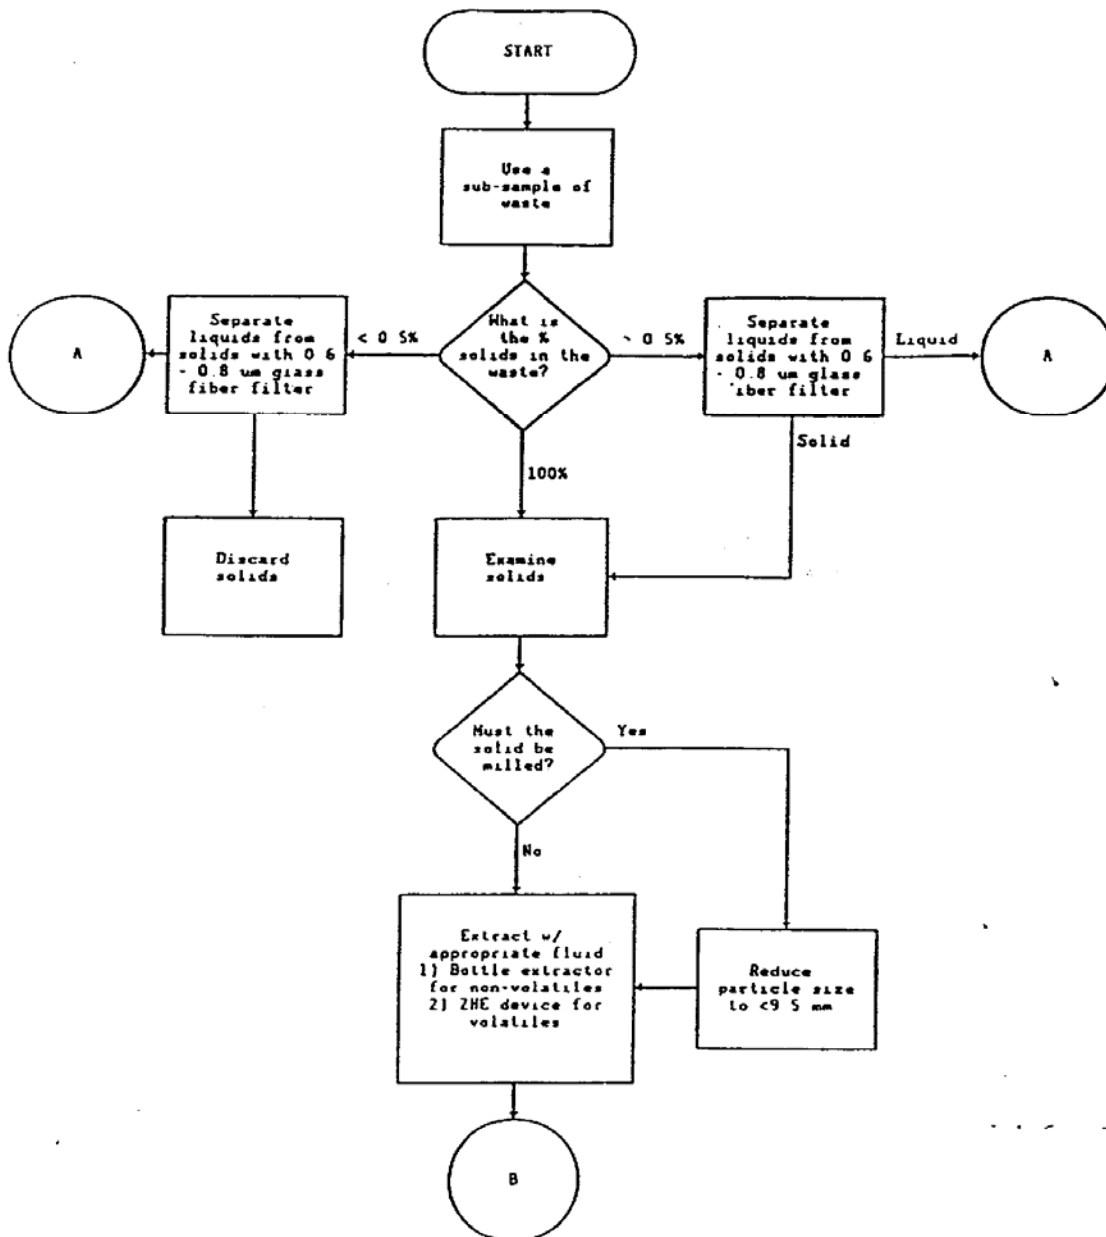 START
Use a
sub-sample of
waste
What is
the %
solids in the
waste?
< 0 5%
Separate
liquids from
solids with 0 6
- 0.8 um glass
fiber filter
A
Discard
solids
~ 0 5%
Separate
liquids from
solids with 0 6
- 0.8 um glass
iber filter
Liquid
A
Solid
100%
Examine
solids
Must the
solid be
milled?
Yes
No
Extract w/
appropriate fluid
1) Bottle extractor
for non-volatiles
2) ZHE device for
volatiles
Reduce
particle size
to <9 5 mm
B